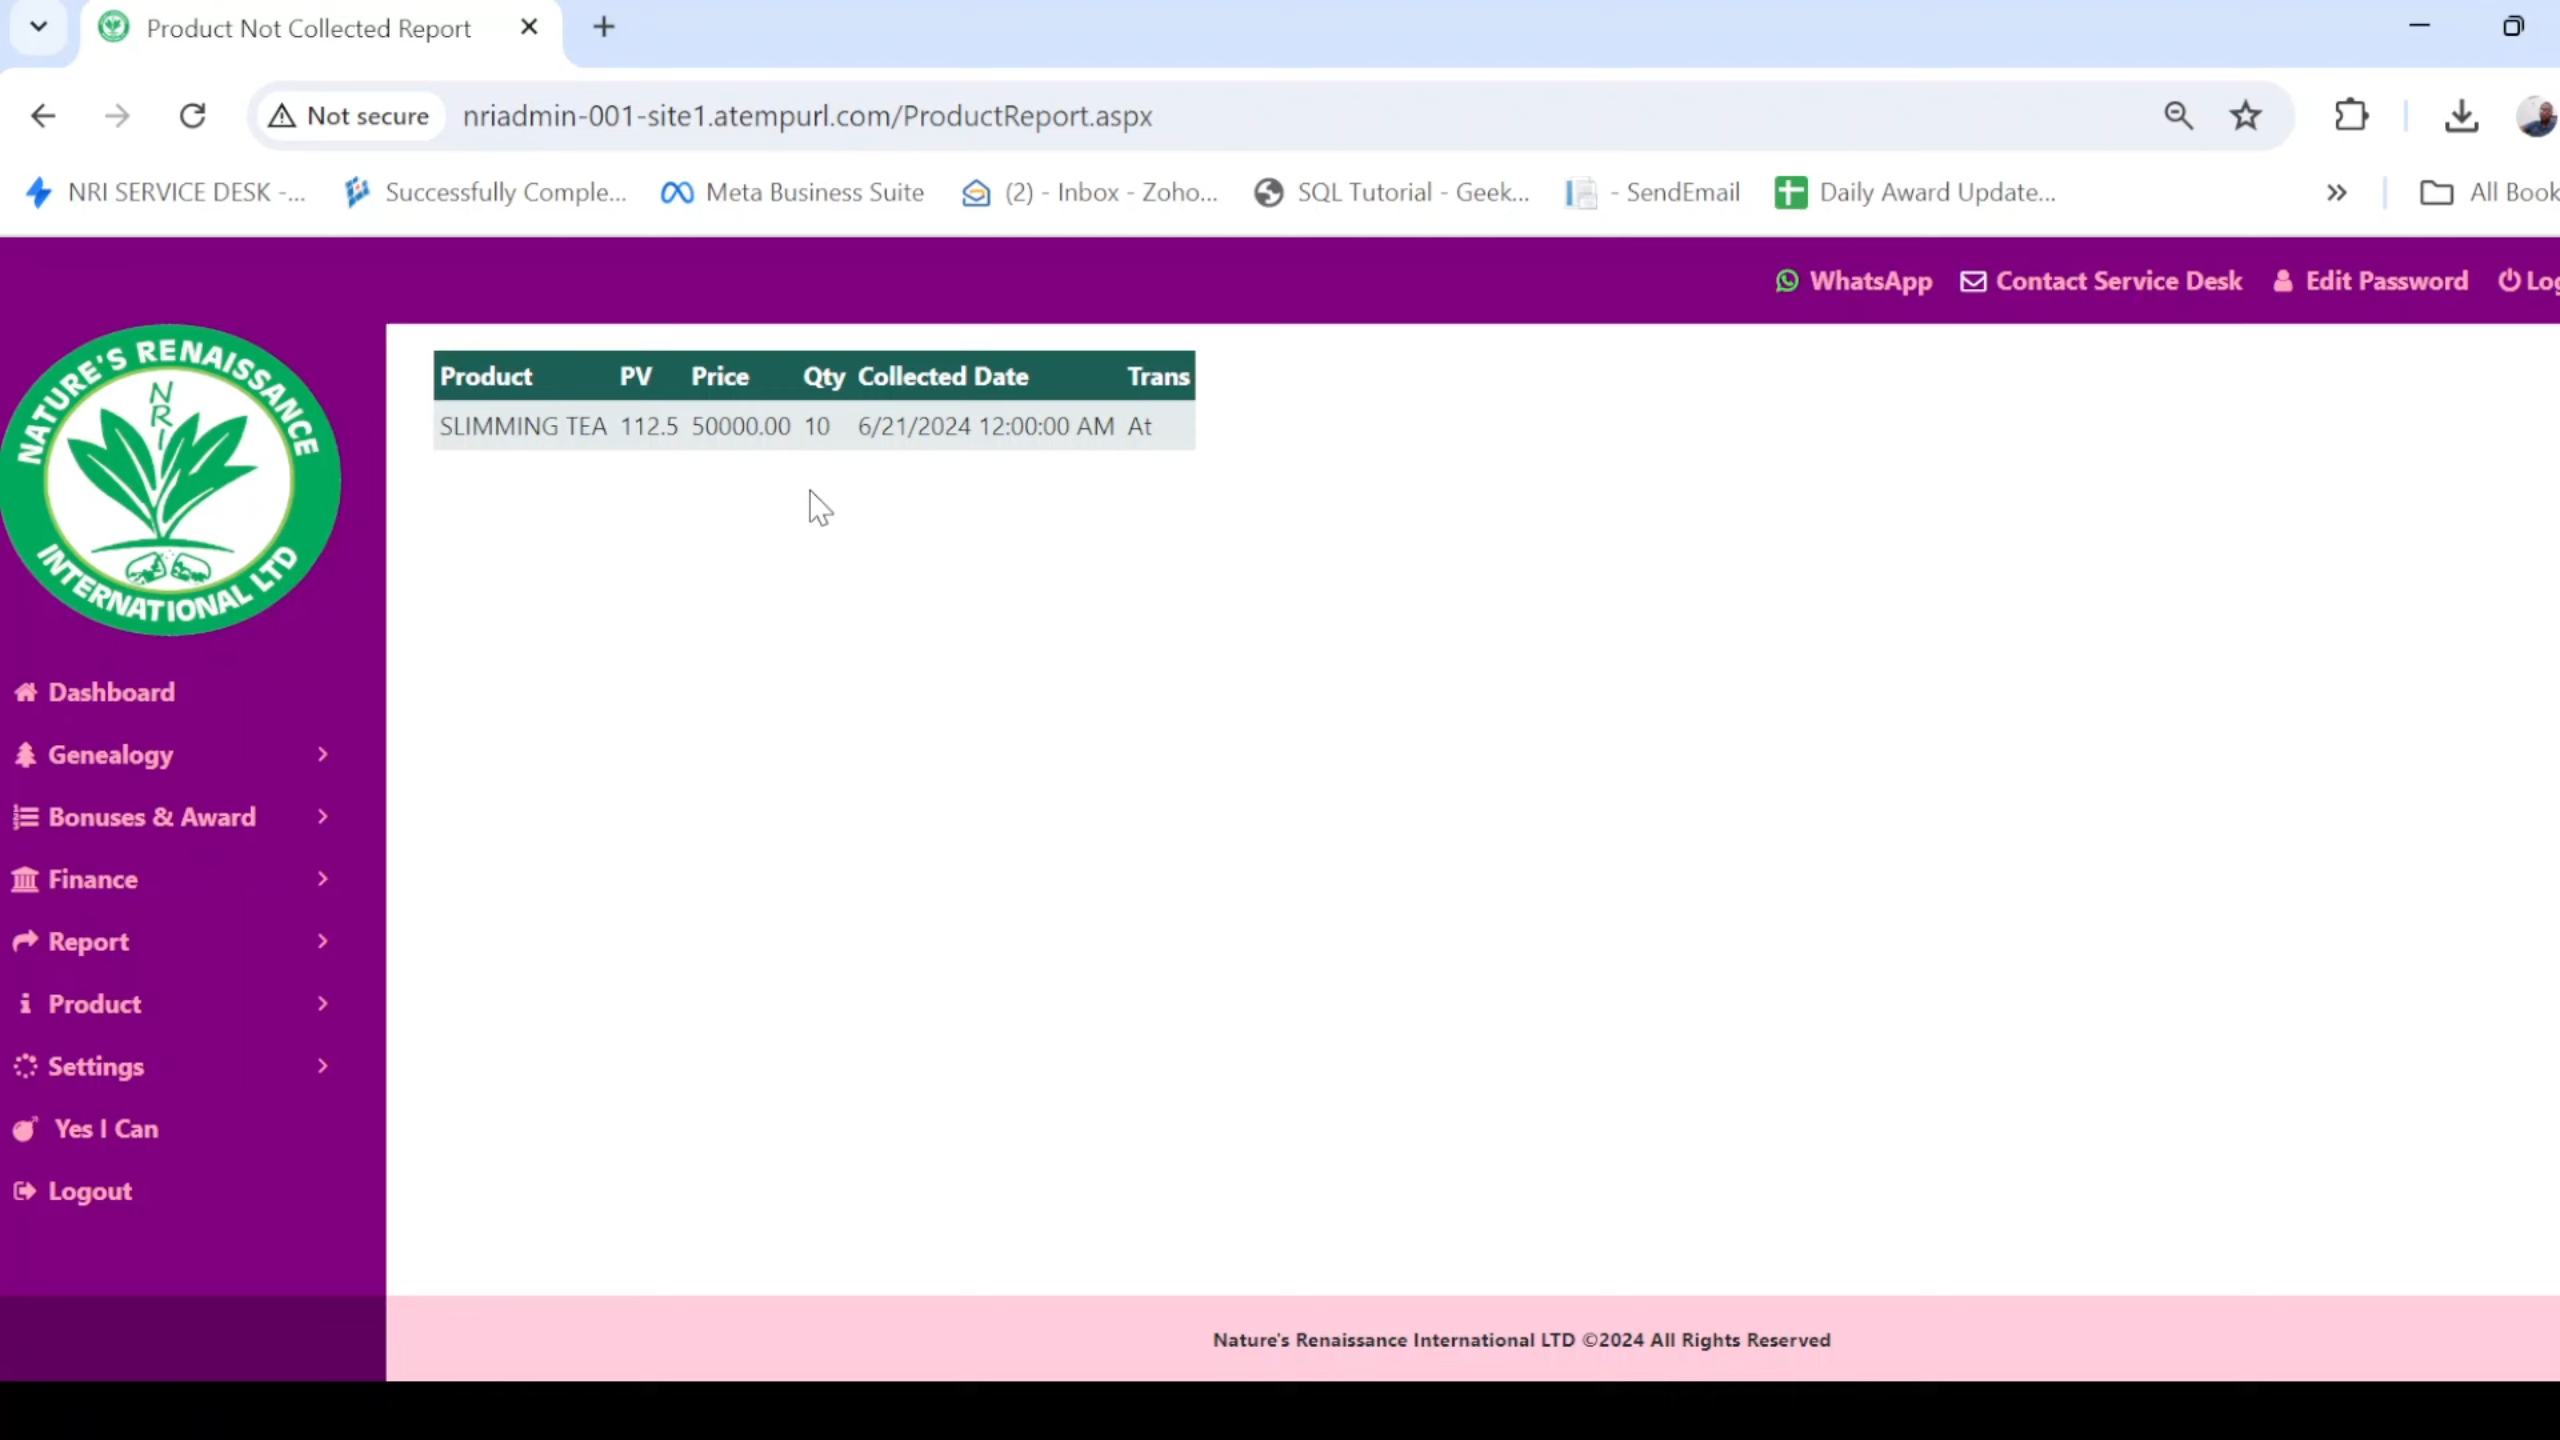 Product Not Collected Report
Not secure nriadmin-001-site1.atempurl.com/ProductReport.aspx
NRI SERVICE DESK -... Successfully Comple... Meta Business Suite (2) - Inbox - Zoho... SQL Tutorial - Geek... - SendEmail Daily Award Update... » All Book
WhatsApp Contact Service Desk Edit Password Log
NATURE'S RENAISSANCE
NRI
INTERNATIONAL LTD
Product PV Price Qty Collected Date Trans
SLIMMING TEA 112.5 50000.00 10 6/21/2024 12:00:00 AM At
Dashboard
Genealogy
Bonuses & Award
Finance
Report
Product
Settings
Yes I Can
Logout
Nature's Renaissance International LTD ©2024 All Rights Reserved